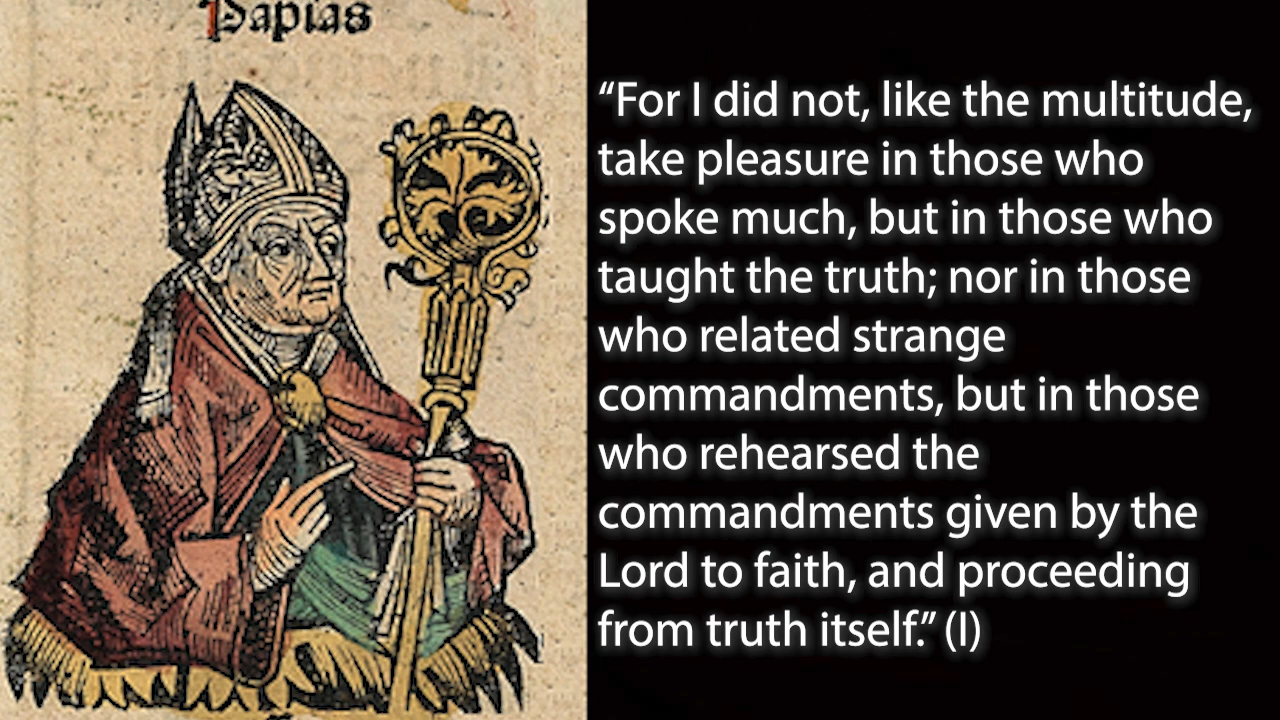 Papias
“For I did not, like the multitude,
take pleasure in those who
spoke much, but in those who
taught the truth; nor in those
who related strange
commandments, but in those
who rehearsed the
commandments given by the
Lord to faith, and proceeding
from truth itself.” (I)